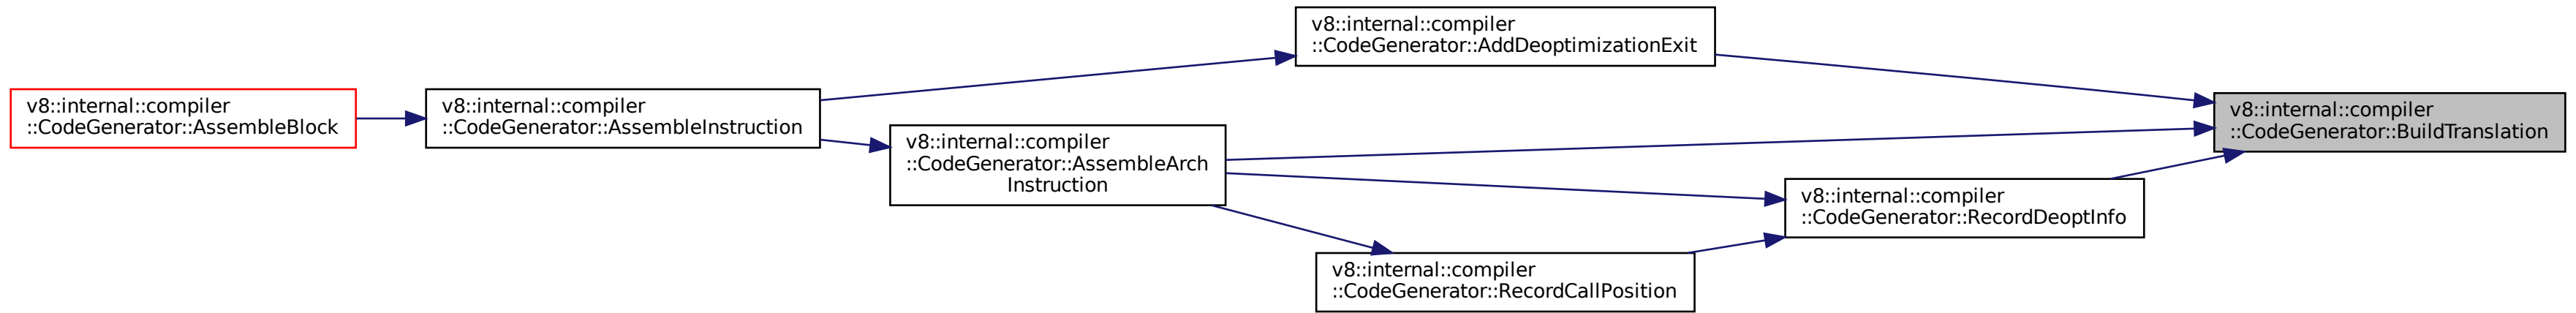 v8::internal::compiler
::CodeGenerator::AssembleBlock
v8::internal::compiler
::CodeGenerator::AssembleInstruction
v8::internal::compiler
::CodeGenerator::AddDeoptimizationExit
v8::internal::compiler
::CodeGenerator::AssembleArch
Instruction
v8::internal::compiler
::CodeGenerator::RecordCallPosition
v8::internal::compiler
::CodeGenerator::RecordDeoptInfo
v8::internal::compiler
::CodeGenerator::BuildTranslation